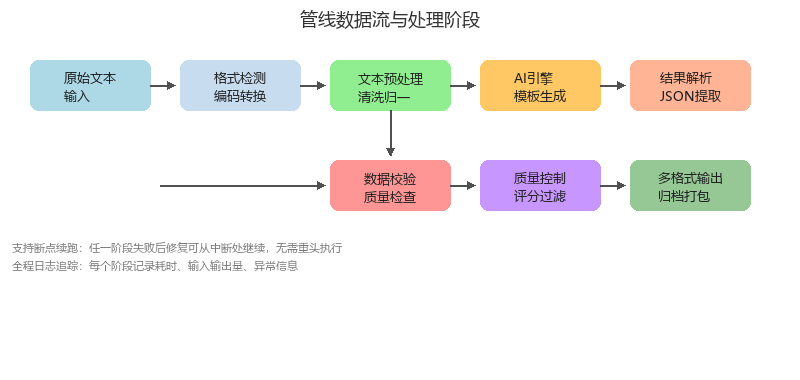 管线数据流与处理阶段
原始文本
输入
格式检测
编码转换
文本预处理
清洗归一
AI引擎
模板生成
结果解析
JSON提取
数据校验
质量检查
质量控制
评分过滤
多格式输出
归档打包
支持断点续跑：任一阶段失败后修复可从中断处继续，无需重头执行
全程日志追踪：每个阶段记录耗时、输入输出量、异常信息